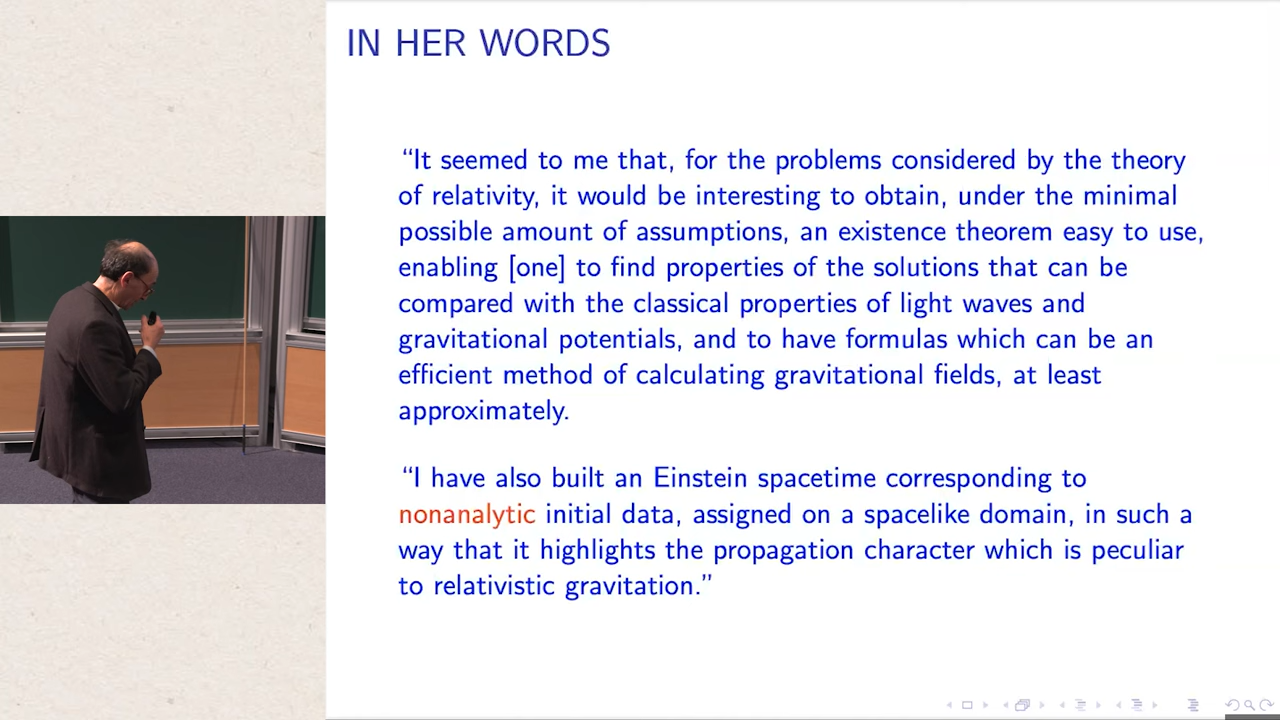 IN HER WORDS
“It seemed to me that, for the problems considered by the theory
of relativity, it would be interesting to obtain, under the minimal
possible amount of assumptions, an existence theorem easy to use,
enabling [one] to find properties of the solutions that can be
compared with the classical properties of light waves and
gravitational potentials, and to have formulas which can be an
efficient method of calculating gravitational fields, at least
approximately.
“I have also built an Einstein spacetime corresponding to
nonanalytic initial data, assigned on a spacelike domain, in such a
way that it highlights the propagation character which is peculiar
to relativistic gravitation.”